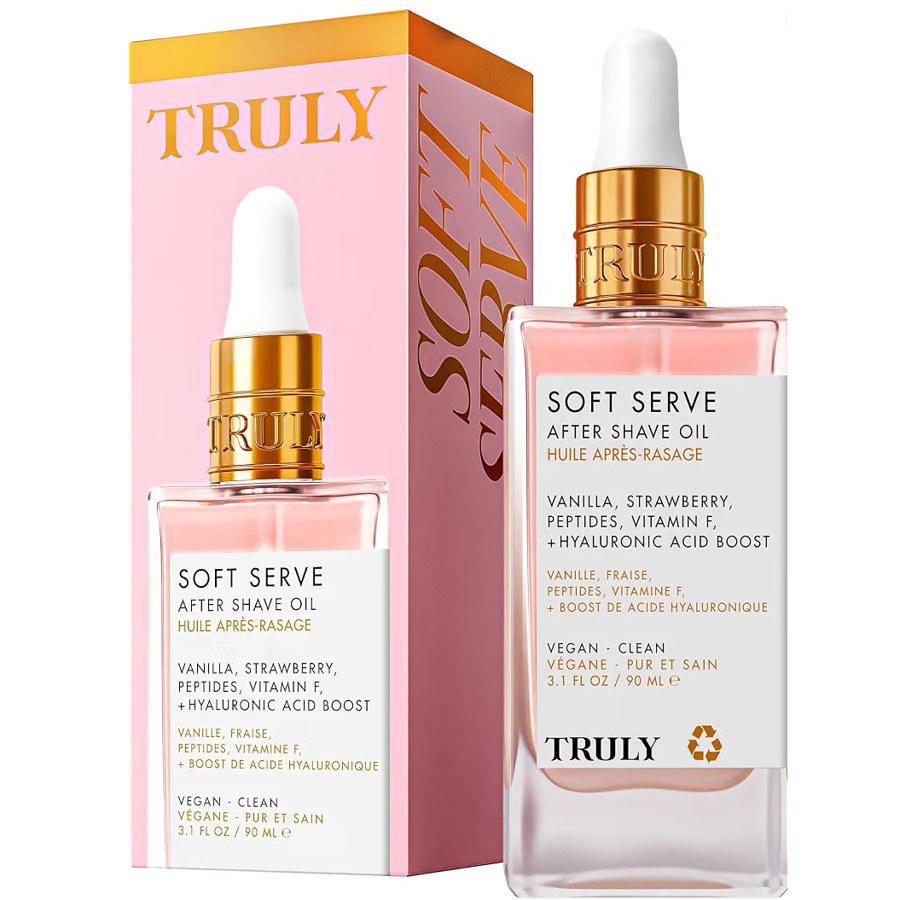 TRULY
SOFT
SERVE
TRULY
SOFT SERVE
AFTER SHAVE OIL
HUILE APRÈS-RASAGE
VANILLA, STRAWBERRY,
PEPTIDES, VITAMIN F,
+HYALURONIC ACID BOOST
VANILLE, FRAISE,
PEPTIDES, VITAMINE F,
+ BOOST DE ACIDE HYALURONIQUE
VEGAN - CLEAN
VÉGANE - PUR ET SAIN
3.1 FL OZ / 90 ML ℮
TRULY
SOFT SERVE
AFTER SHAVE OIL
HUILE APRÈS-RASAGE
VANILLA, STRAWBERRY,
PEPTIDES, VITAMIN F,
+HYALURONIC ACID BOOST
VANILLE, FRAISE,
PEPTIDES, VITAMINE F,
+ BOOST DE ACIDE HYALURONIQUE
VEGAN - CLEAN
VÉGANE - PUR ET SAIN
3.1 FL OZ / 90 ML ℮
TRULY